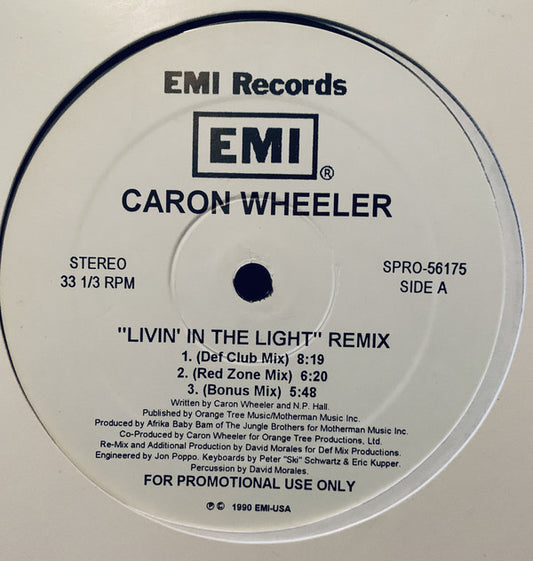 EMI Records
EMI®
CARON WHEELER
STEREO
33 1/3 RPM
SPRO-56175
SIDE A
"LIVIN' IN THE LIGHT" REMIX
1. (Def Club Mix) 8:19
2. (Red Zone Mix) 6:20
3. (Bonus Mix) 5:48
Written by Caron Wheeler and N.P. Hall.
Published by Orange Tree Music/Motherman Music Inc.
Produced by Afrika Baby Bam of The Jungle Brothers for Motherman Music Inc.
Co-Produced by Caron Wheeler for Orange Tree Productions, Ltd.
Re-Mix and Additional Production by David Morales for Def Mix Productions.
Engineered by Jon Poppo. Keyboards by Peter "Ski" Schwartz & Eric Kupper.
Percussion by David Morales.
FOR PROMOTIONAL USE ONLY
℗ © 1990 EMI-USA